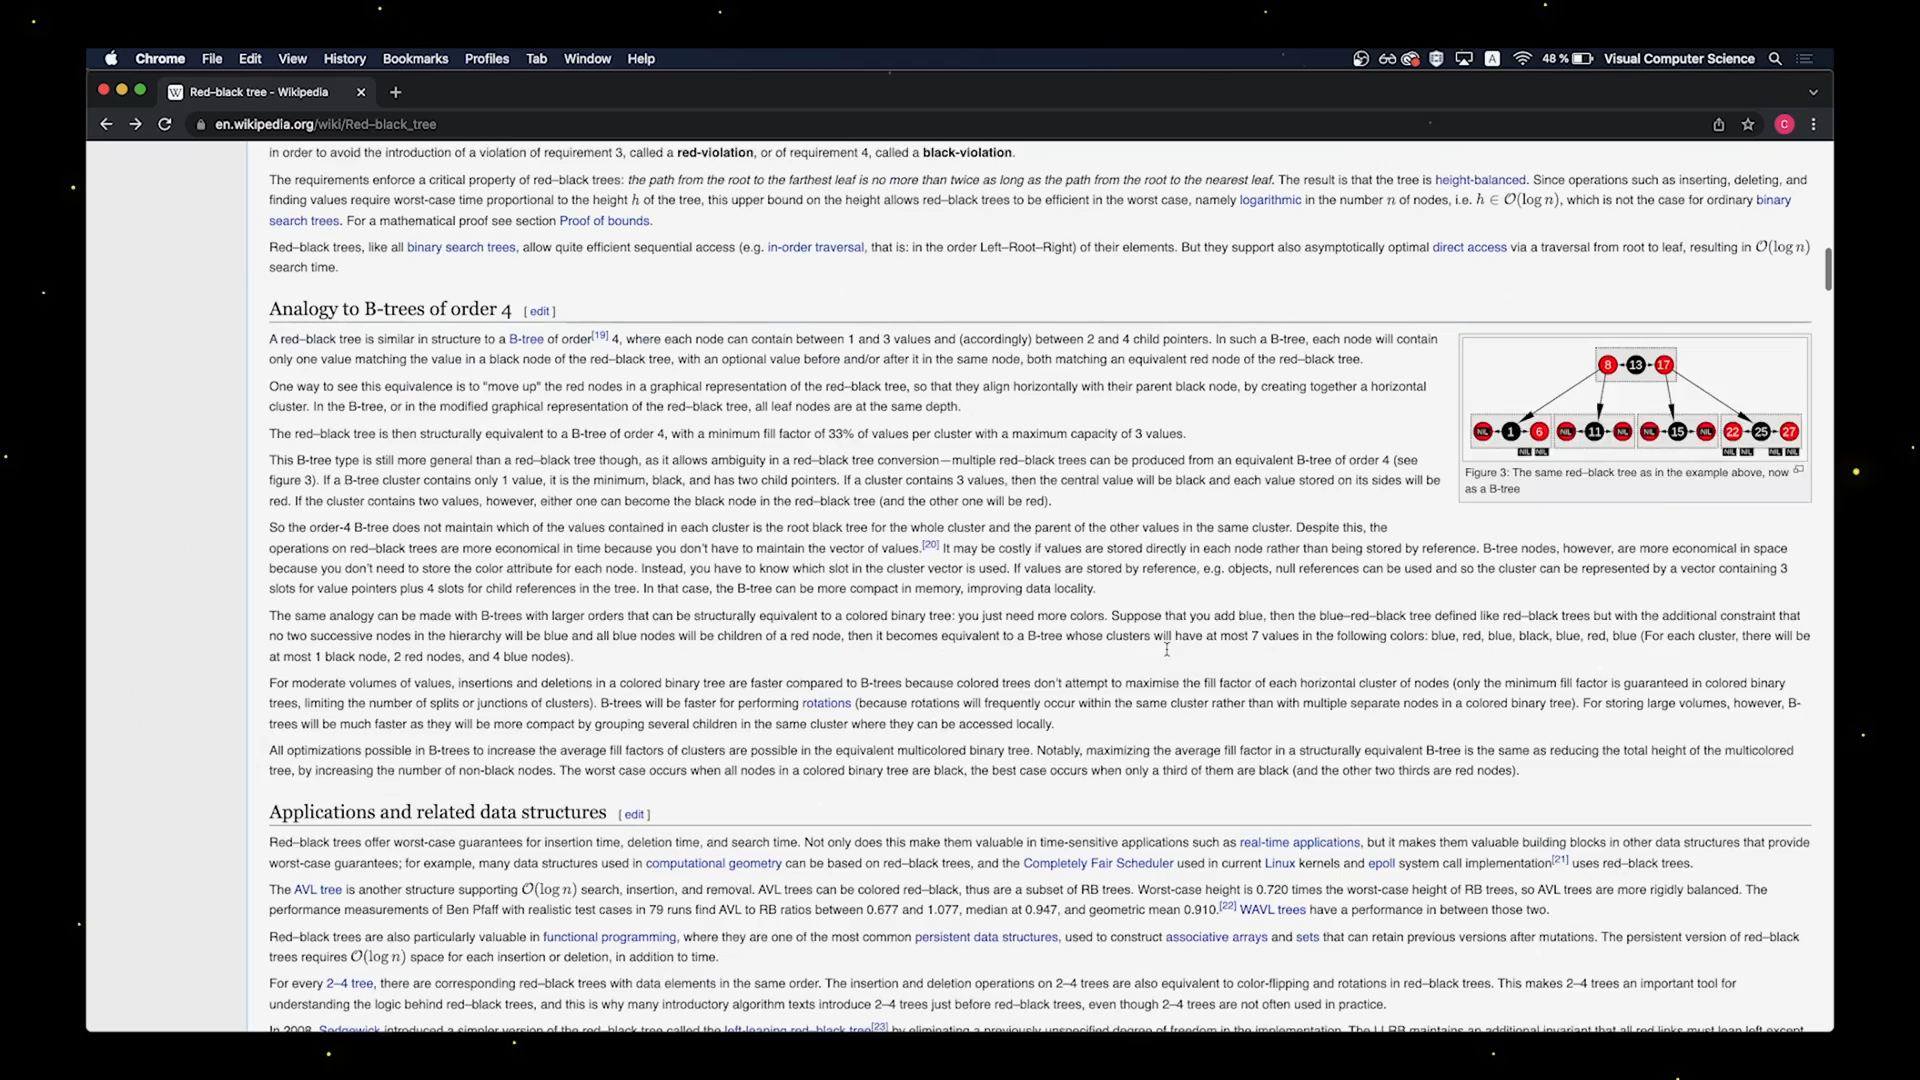 Chrome File Edit View History Bookmarks Profiles Tab Window Help A 48 % Visual Computer Science
W Red–black tree - Wikipedia
en.wikipedia.org/wiki/Red–black_tree C
in order to avoid the introduction of a violation of requirement 3, called a red-violation, or of requirement 4, called a black-violation.
The requirements enforce a critical property of red–black trees: the path from the root to the farthest leaf is no more than twice as long as the path from the root to the nearest leaf. The result is that the tree is height-balanced. Since operations such as inserting, deleting, and
finding values require worst-case time proportional to the height h of the tree, this upper bound on the height allows red–black trees to be efficient in the worst case, namely logarithmic in the number n of nodes, i.e. h ∈ O(log n), which is not the case for ordinary binary
search trees. For a mathematical proof see section Proof of bounds.
Red–black trees, like all binary search trees, allow quite efficient sequential access (e.g. in-order traversal, that is: in the order Left–Root–Right) of their elements. But they support also asymptotically optimal direct access via a traversal from root to leaf, resulting in O(log n)
search time.
Analogy to B-trees of order 4 [ edit ]
A red–black tree is similar in structure to a B-tree of order[19] 4, where each node can contain between 1 and 3 values and (accordingly) between 2 and 4 child pointers. In such a B-tree, each node will contain
only one value matching the value in a black node of the red–black tree, with an optional value before and/or after it in the same node, both matching an equivalent red node of the red–black tree.
One way to see this equivalence is to "move up" the red nodes in a graphical representation of the red–black tree, so that they align horizontally with their parent black node, by creating together a horizontal
cluster. In the B-tree, or in the modified graphical representation of the red–black tree, all leaf nodes are at the same depth.
The red–black tree is then structurally equivalent to a B-tree of order 4, with a minimum fill factor of 33% of values per cluster with a maximum capacity of 3 values.
This B-tree type is still more general than a red–black tree though, as it allows ambiguity in a red–black tree conversion—multiple red–black trees can be produced from an equivalent B-tree of order 4 (see
figure 3). If a B-tree cluster contains only 1 value, it is the minimum, black, and has two child pointers. If a cluster contains 3 values, then the central value will be black and each value stored on its sides will be
red. If the cluster contains two values, however, either one can become the black node in the red–black tree (and the other one will be red).
8 13 17
NIL 1 6 NIL 11 NIL NIL 15 NIL 22 25 27
NIL NIL NIL NIL NIL NIL
Figure 3: The same red–black tree as in the example above, now
as a B-tree
So the order-4 B-tree does not maintain which of the values contained in each cluster is the root black tree for the whole cluster and the parent of the other values in the same cluster. Despite this, the
operations on red–black trees are more economical in time because you don't have to maintain the vector of values.[20] It may be costly if values are stored directly in each node rather than being stored by reference. B-tree nodes, however, are more economical in space
because you don't need to store the color attribute for each node. Instead, you have to know which slot in the cluster vector is used. If values are stored by reference, e.g. objects, null references can be used and so the cluster can be represented by a vector containing 3
slots for value pointers plus 4 slots for child references in the tree. In that case, the B-tree can be more compact in memory, improving data locality.
The same analogy can be made with B-trees with larger orders that can be structurally equivalent to a colored binary tree: you just need more colors. Suppose that you add blue, then the blue–red–black tree defined like red–black trees but with the additional constraint that
no two successive nodes in the hierarchy will be blue and all blue nodes will be children of a red node, then it becomes equivalent to a B-tree whose clusters will have at most 7 values in the following colors: blue, red, blue, black, blue, red, blue (For each cluster, there will be
at most 1 black node, 2 red nodes, and 4 blue nodes).
For moderate volumes of values, insertions and deletions in a colored binary tree are faster compared to B-trees because colored trees don't attempt to maximise the fill factor of each horizontal cluster of nodes (only the minimum fill factor is guaranteed in colored binary
trees, limiting the number of splits or junctions of clusters). B-trees will be faster for performing rotations (because rotations will frequently occur within the same cluster rather than with multiple separate nodes in a colored binary tree). For storing large volumes, however, B-
trees will be much faster as they will be more compact by grouping several children in the same cluster where they can be accessed locally.
All optimizations possible in B-trees to increase the average fill factors of clusters are possible in the equivalent multicolored binary tree. Notably, maximizing the average fill factor in a structurally equivalent B-tree is the same as reducing the total height of the multicolored
tree, by increasing the number of non-black nodes. The worst case occurs when all nodes in a colored binary tree are black, the best case occurs when only a third of them are black (and the other two thirds are red nodes).
Applications and related data structures [ edit ]
Red–black trees offer worst-case guarantees for insertion time, deletion time, and search time. Not only does this make them valuable in time-sensitive applications such as real-time applications, but it makes them valuable building blocks in other data structures that provide
worst-case guarantees; for example, many data structures used in computational geometry can be based on red–black trees, and the Completely Fair Scheduler used in current Linux kernels and epoll system call implementation[21] uses red–black trees.
The AVL tree is another structure supporting O(log n) search, insertion, and removal. AVL trees can be colored red–black, thus are a subset of RB trees. Worst-case height is 0.720 times the worst-case height of RB trees, so AVL trees are more rigidly balanced. The
performance measurements of Ben Pfaff with realistic test cases in 79 runs find AVL to RB ratios between 0.677 and 1.077, median at 0.947, and geometric mean 0.910.[22] WAVL trees have a performance in between those two.
Red–black trees are also particularly valuable in functional programming, where they are one of the most common persistent data structures, used to construct associative arrays and sets that can retain previous versions after mutations. The persistent version of red–black
trees requires O(log n) space for each insertion or deletion, in addition to time.
For every 2–4 tree, there are corresponding red–black trees with data elements in the same order. The insertion and deletion operations on 2–4 trees are also equivalent to color-flipping and rotations in red–black trees. This makes 2–4 trees an important tool for
understanding the logic behind red–black trees, and this is why many introductory algorithm texts introduce 2–4 trees just before red–black trees, even though 2–4 trees are not often used in practice.
In 2008, Sedgewick introduced a simpler version of the red–black tree called the left-leaning red–black tree[23] by eliminating a previously unspecified degree of freedom in the implementation. The LLRB maintains an additional invariant that all red links must lean left except